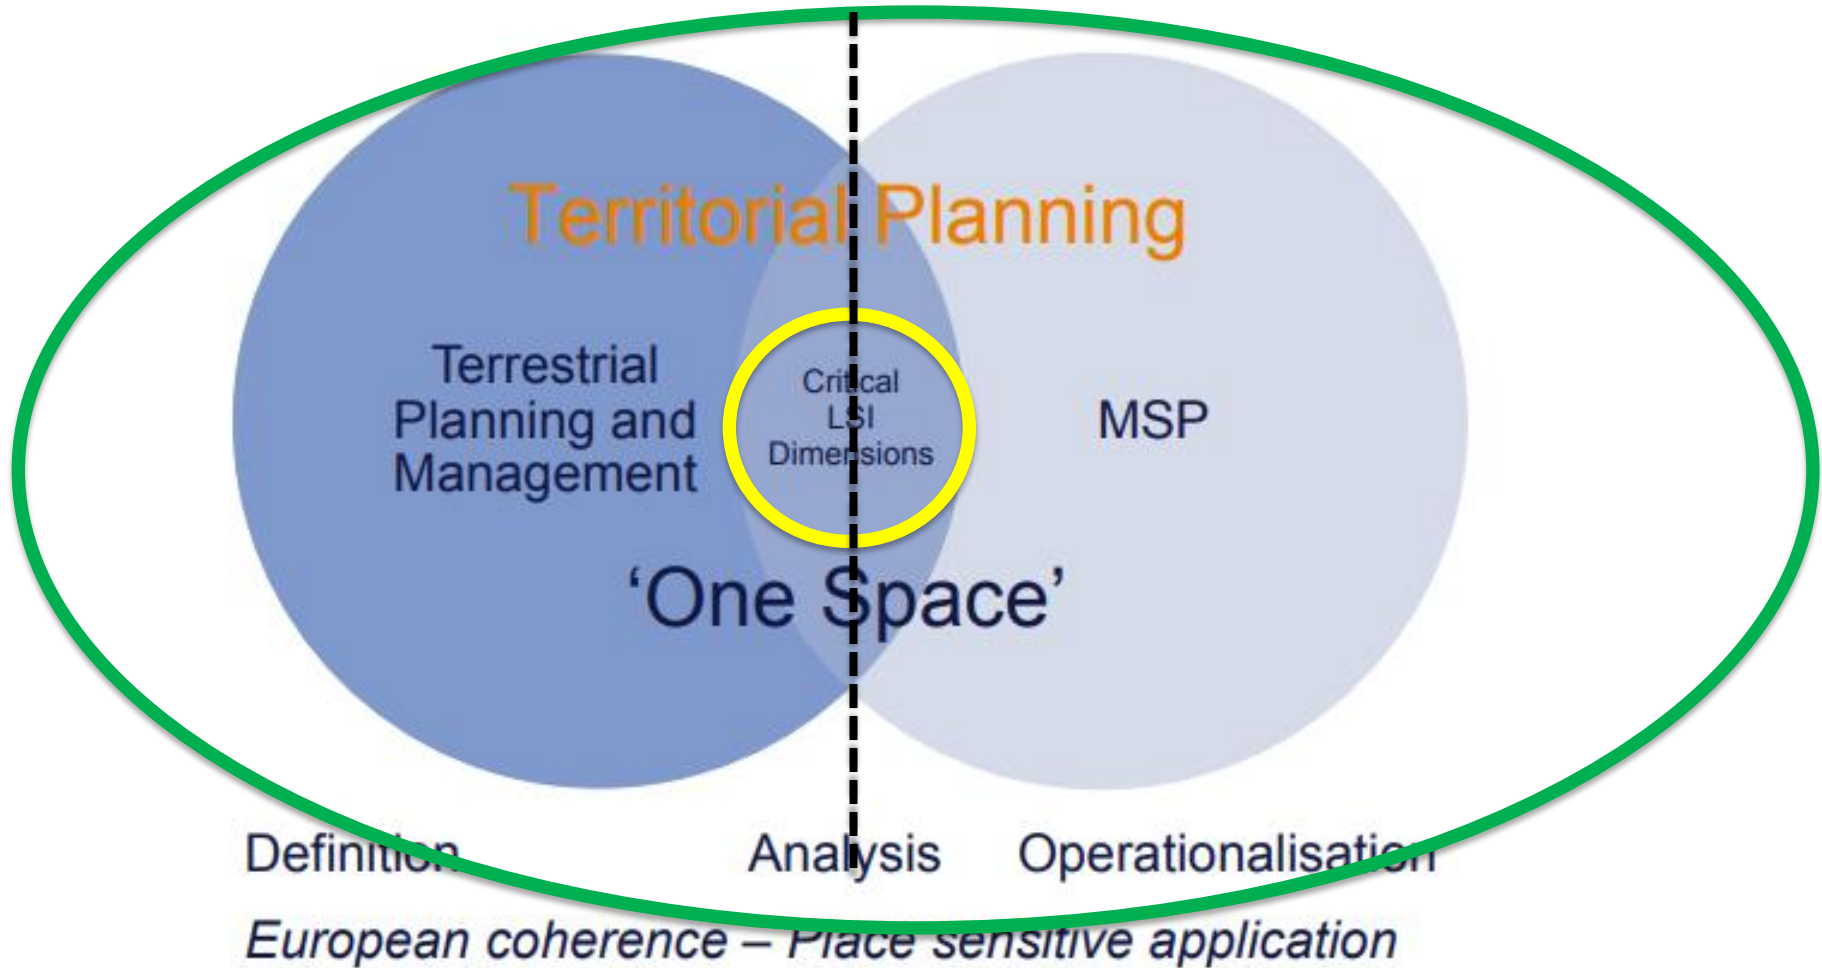 Territorial Planning
Terrestrial
Planning and
Management
Critical
LSI
Dimensions
MSP
‘One Space’
Definition Analysis Operationalisation
European coherence – Place sensitive application